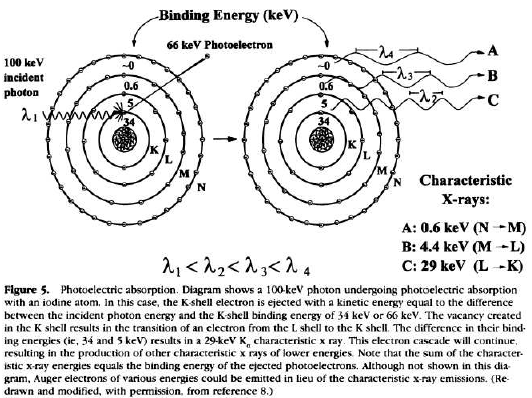 Binding Energy (keV)
66 keV Photoelectron
100 keV
incident
photon
λ1
~0
0.6
5
34
K
L
M
N
~0
0.6
5
34
K
L
M
N
λ4
λ3
λ2
A
B
C
Characteristic
X-rays:
A: 0.6 keV (N→M)
B: 4.4 keV (M→L)
C: 29 keV (L→K)
λ1 < λ2 < λ3 < λ4
Figure 5. Photoelectric absorption. Diagram shows a 100-keV photon undergoing photoelectric absorption
with an iodine atom. In this case, the K-shell electron is ejected with a kinetic energy equal to the difference
between the incident photon energy and the K-shell binding energy of 34 keV or 66 keV. The vacancy created
in the K shell results in the transition of an electron from the L shell to the K shell. The difference in their bind-
ing energies (ie, 34 and 5 keV) results in a 29-keV Kα characteristic x ray. This electron cascade will continue,
resulting in the production of other characteristic x rays of lower energies. Note that the sum of the character-
istic x-ray energies equals the binding energy of the ejected photoelectrons. Although not shown in this dia-
gram, Auger electrons of various energies could be emitted in lieu of the characteristic x-ray emissions. (Re-
drawn and modified, with permission, from reference 8.)